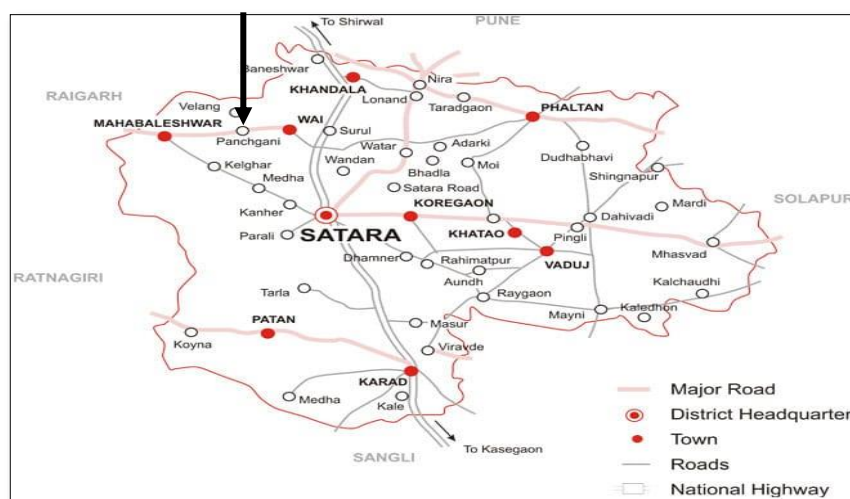 To Shirwal
PUNE
Baneshwar
KHANDALA
Nira
Lonand
Taradgaon
RAIGARH
Velang
PHALTAN
MAHABALESHWAR
WAI
Surul
Panchgani
Watar
Adarki
Dudhabhavi
Kelghar
Wandan
Bhadla
Moi
Shingnapur
Medha
Satara Road
SOLAPUR
Kanher
KOREGAON
Mardi
Dahivadi
Parali
SATARA
KHATAO
Pingli
Mhasvad
Dhamner
Rahimatpur
VADUJ
RATNAGIRI
Aundh
Kalchaudhi
Tarla
Raygaon
Mayni
Kaledhon
PATAN
Masur
Koyna
Viravde
KARAD
Medha
Kale
Major Road
District Headquarter
To Kasegaon
Town
SANGLI
Roads
National Highway